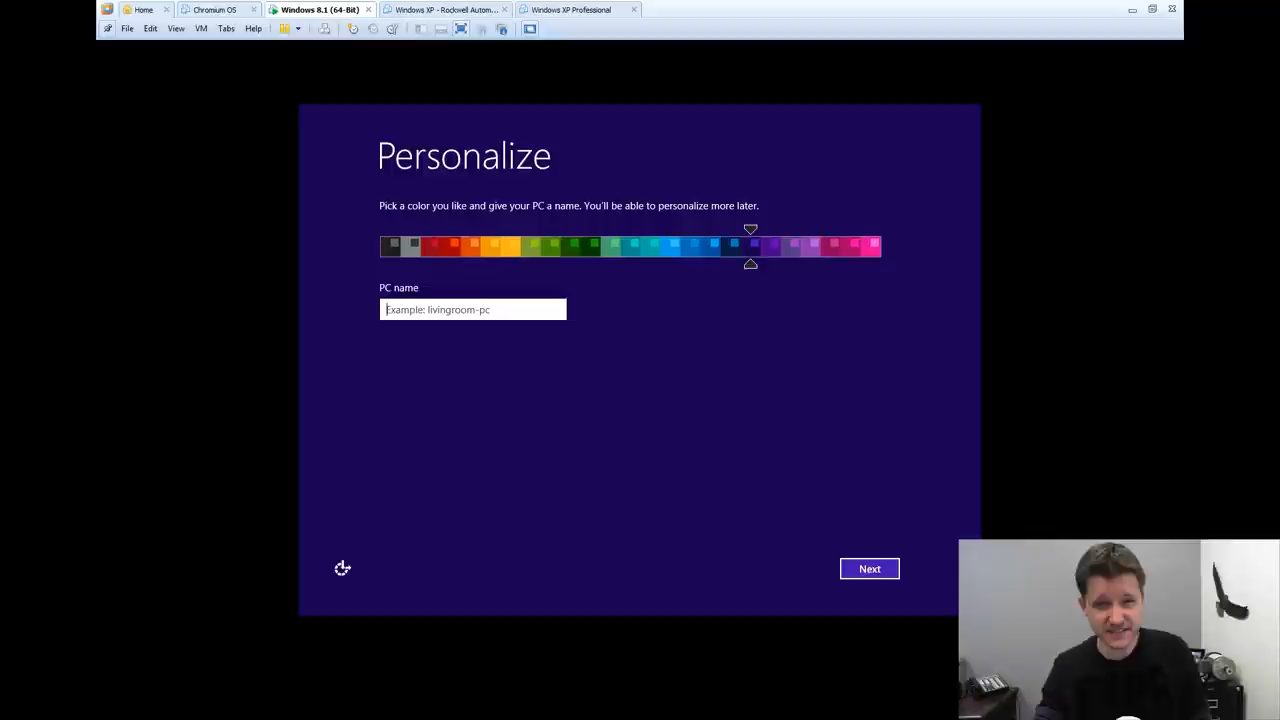 Home Chromium OS Windows 8.1 (64-Bit) Windows XP - Rockwell Autom... Windows XP Professional
File Edit View VM Tabs Help
Personalize
Pick a color you like and give your PC a name. You'll be able to personalize more later.
PC name
Example: livingroom-pc
Next